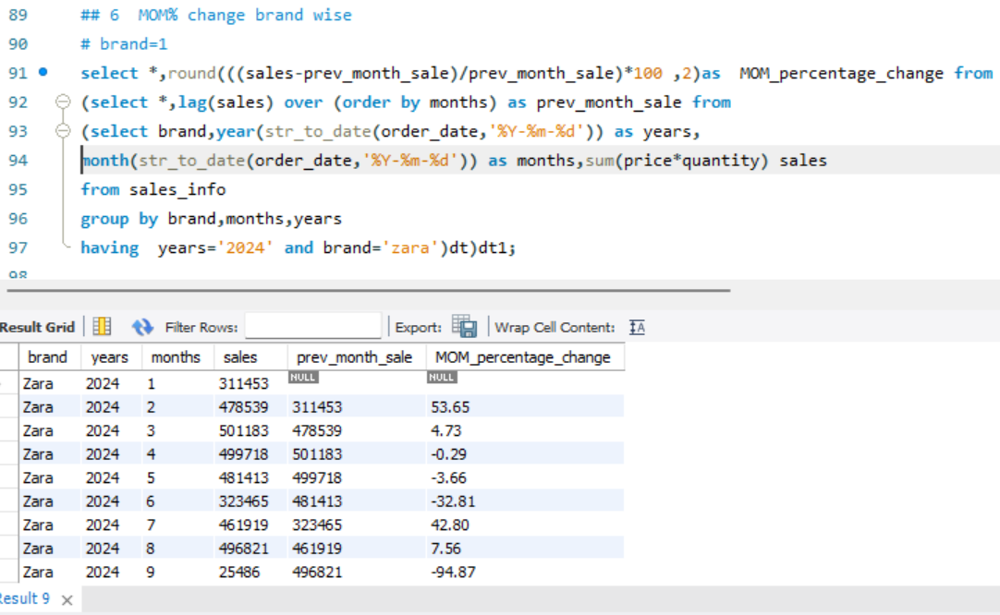 89 ## 6 MOM% change brand wise
90 # brand=1
91 select *,round(((sales-prev_month_sale)/prev_month_sale)*100 ,2)as MOM_percentage_change from
92 (select *,lag(sales) over (order by months) as prev_month_sale from
93 (select brand,year(str_to_date(order_date,'%Y-%m-%d')) as years,
94 month(str_to_date(order_date,'%Y-%m-%d')) as months,sum(price*quantity) sales
95 from sales_info
96 group by brand,months,years
97 having years='2024' and brand='zara')dt)dt1;
98
Result Grid Filter Rows: Export: Wrap Cell Content: IA
brand years months sales prev_month_sale MOM_percentage_change
Zara 2024 1 311453 NULL NULL
Zara 2024 2 478539 311453 53.65
Zara 2024 3 501183 478539 4.73
Zara 2024 4 499718 501183 -0.29
Zara 2024 5 481413 499718 -3.66
Zara 2024 6 323465 481413 -32.81
Zara 2024 7 461919 323465 42.80
Zara 2024 8 496821 461919 7.56
Zara 2024 9 25486 496821 -94.87
Result 9